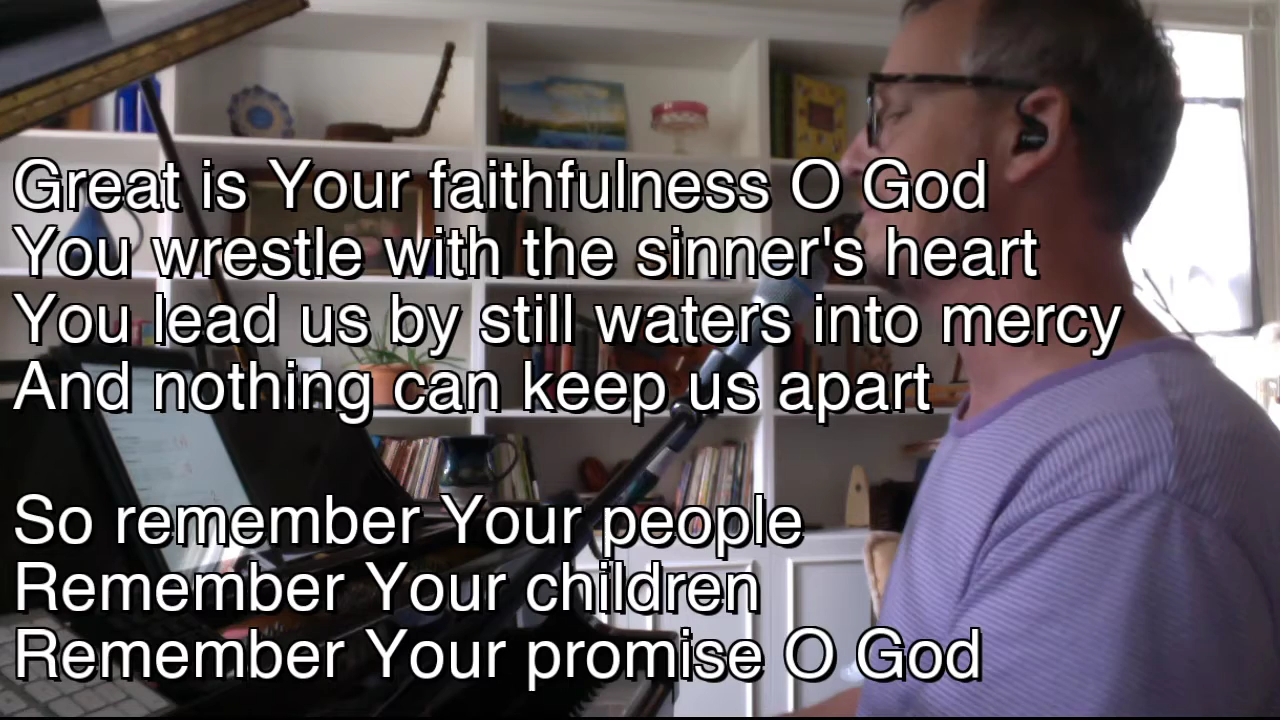 Great is Your faithfulness O God
You wrestle with the sinner's heart
You lead us by still waters into mercy
And nothing can keep us apart
So remember Your people
Remember Your children
Remember Your promise O God